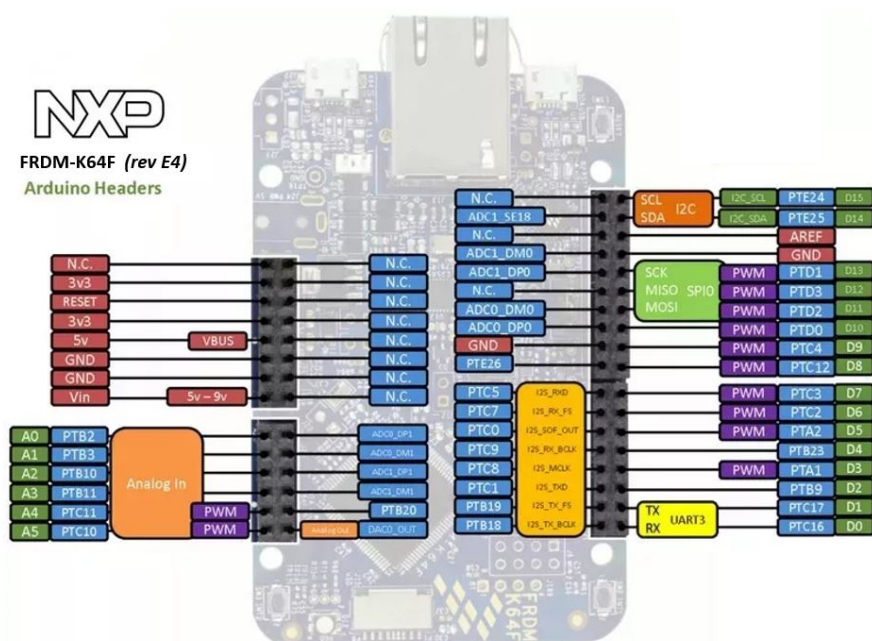 NXP
FRDM-K64F (rev E4)
Arduino Headers
N.C. N.C.
3v3 N.C.
RESET N.C.
3v3 N.C.
5v VBUS N.C.
GND N.C.
GND N.C.
Vin 5v – 9v N.C.
A0 PTB2 ADC0_DP1
A1 PTB3 ADC0_DM1
A2 PTB10 ADC1_DP1
A3 PTB11 ADC1_DM1
A4 PTC11 PWM PTB20
A5 PTC10 PWM Analog Out DAC0_OUT
Analog In
N.C. SCL I2C_SCL PTE24 D15
ADC1_SE18 SDA I2C_SDA PTE25 D14
I2C
N.C. AREF
ADC1_DM0 GND
ADC1_DP0 SCK PWM PTD1 D13
N.C. MISO SPI0 PWM PTD3 D12
ADC0_DM0 MOSI PWM PTD2 D11
ADC0_DP0 PWM PTD0 D10
GND PWM PTC4 D9
PTE26 PWM PTC12 D8
PTC5 I2S_RXD PWM PTC3 D7
PTC7 I2S_RX_FS PWM PTC2 D6
PTC0 I2S_SOF_OUT PWM PTA2 D5
PTC9 I2S_RX_BCLK PTB23 D4
PTC8 I2S_MCLK PWM PTA1 D3
PTC1 I2S_TXD PTB9 D2
PTB19 I2S_TX_FS TX PTC17 D1
PTB18 I2S_TX_BCLK RX PTC16 D0
UART3
FRDM
K64F